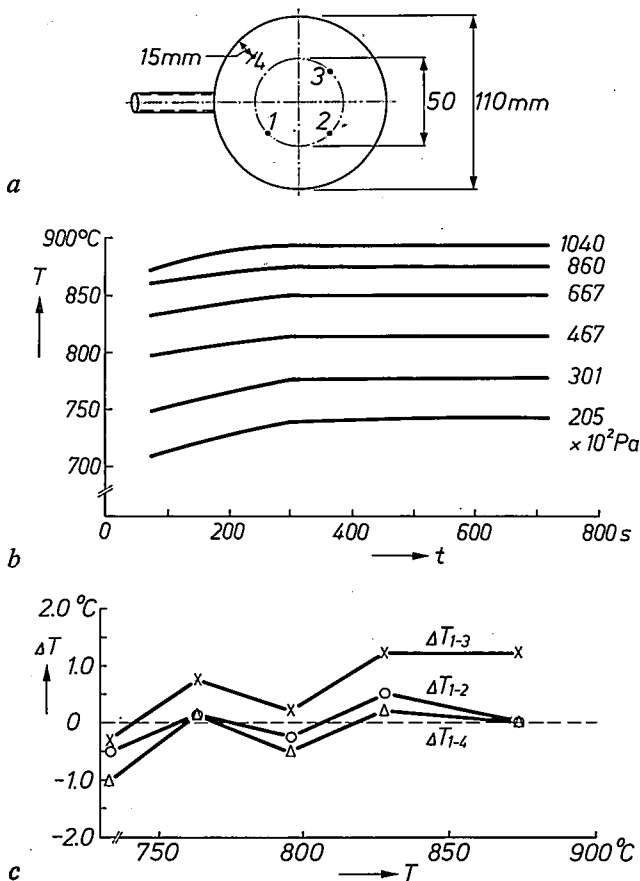 15mm
4
3
1
2
50
110mm
a
900°C
T
850
800
750
700
1040
860
667
467
301
205
×10²Pa
0
200
400
600
800 s
t
b
2.0 °C
ΔT
1.0
0
-1.0
-2.0
ΔT₁₋₃
ΔT₁₋₂
ΔT₁₋₄
750
800
850
900 °C
T
c